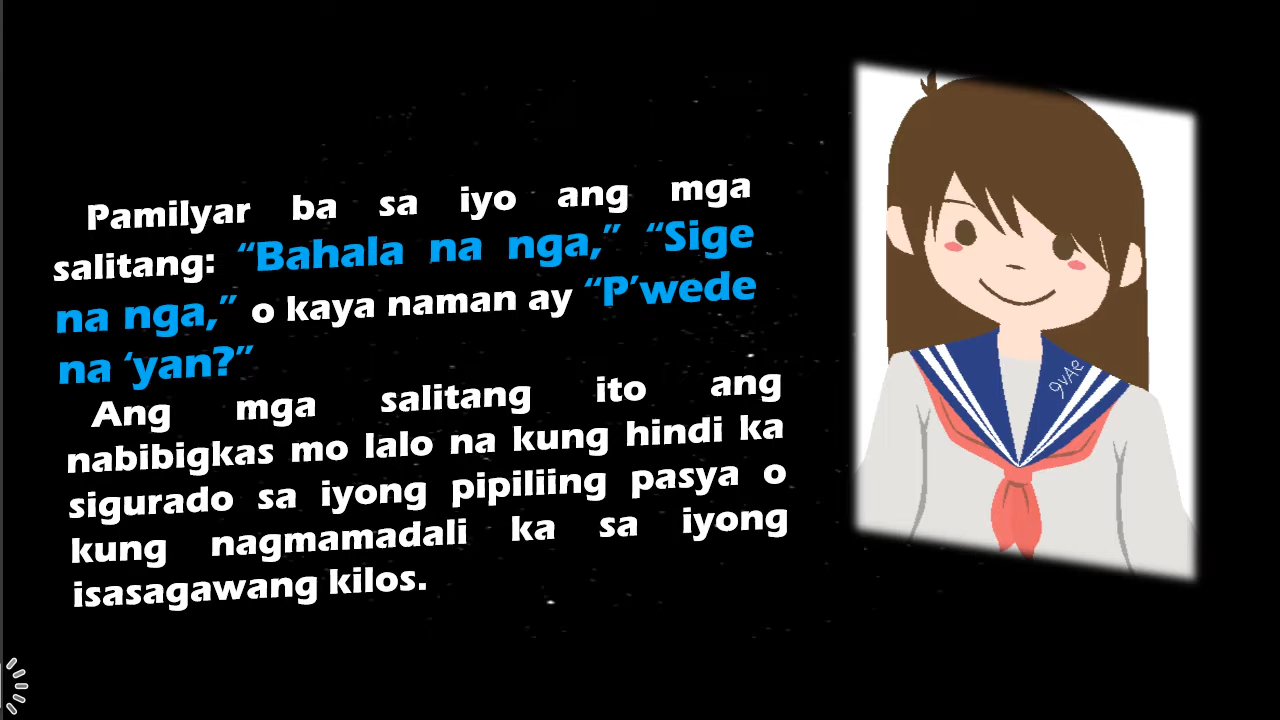 Pamilyar ba sa iyo ang mga
salitang: “Bahala na nga,” “Sige
na nga,” o kaya naman ay “P’wede
na ‘yan?”
Ang mga salitang ito ang
nabibigkas mo lalo na kung hindi ka
sigurado sa iyong pipiliing pasya o
kung nagmamadali ka sa iyong
isasagawang kilos.
9vAe